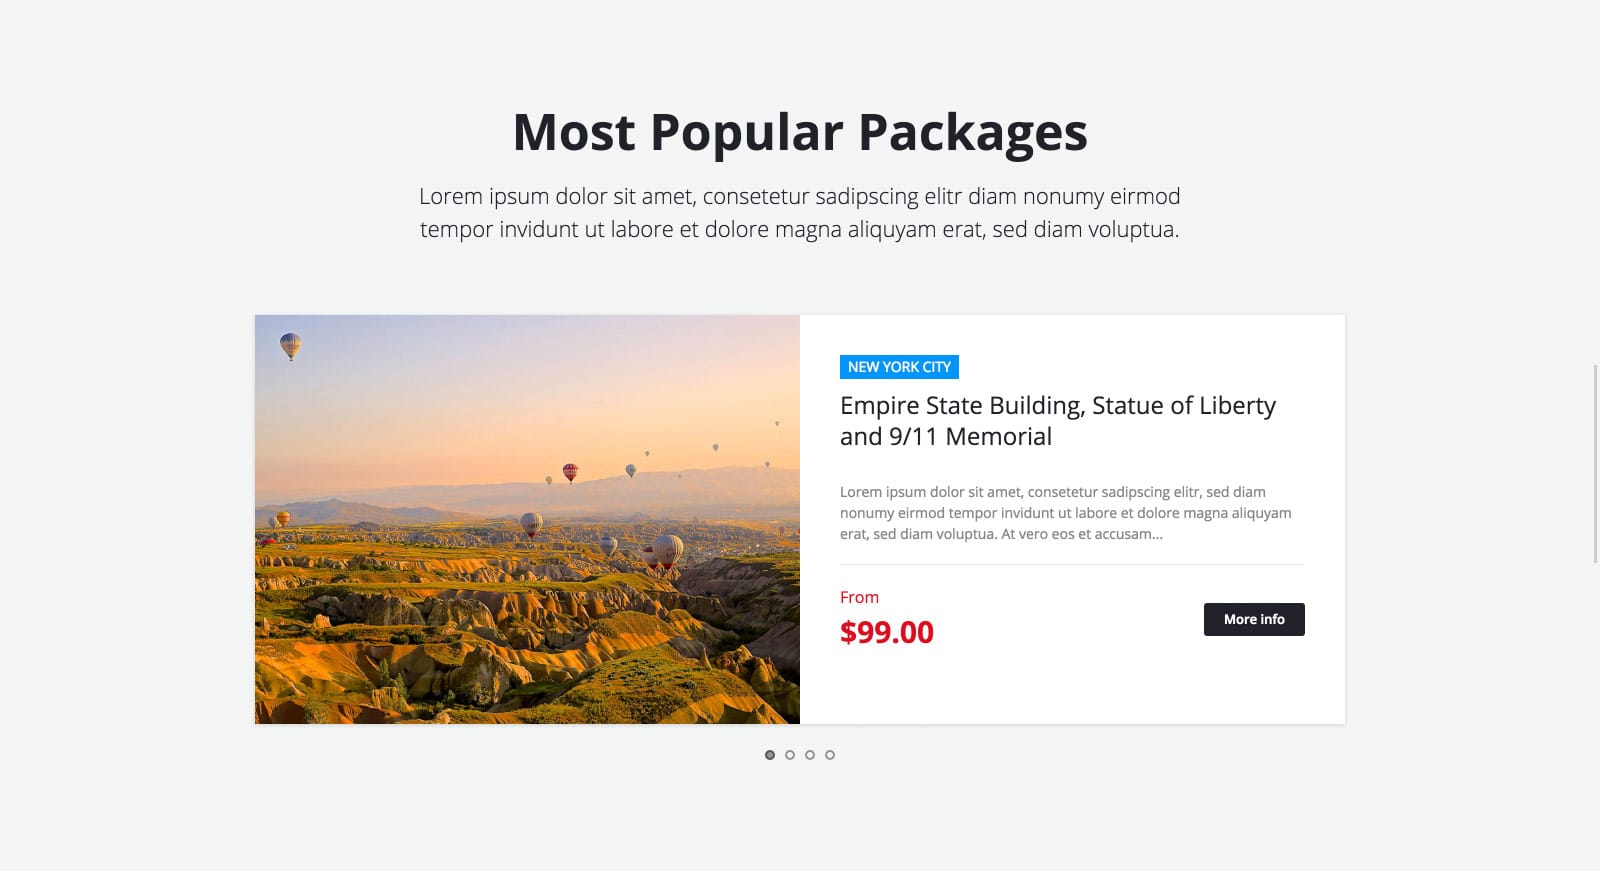 Most Popular Packages
Lorem ipsum dolor sit amet, consetetur sadipscing elitr diam nonumy eirmod
tempor invidunt ut labore et dolore magna aliquyam erat, sed diam voluptua.
NEW YORK CITY
Empire State Building, Statue of Liberty
and 9/11 Memorial
Lorem ipsum dolor sit amet, consetetur sadipscing elitr, sed diam
nonumy eirmod tempor invidunt ut labore et dolore magna aliquyam
erat, sed diam voluptua. At vero eos et accusam...
From
$99.00
More info